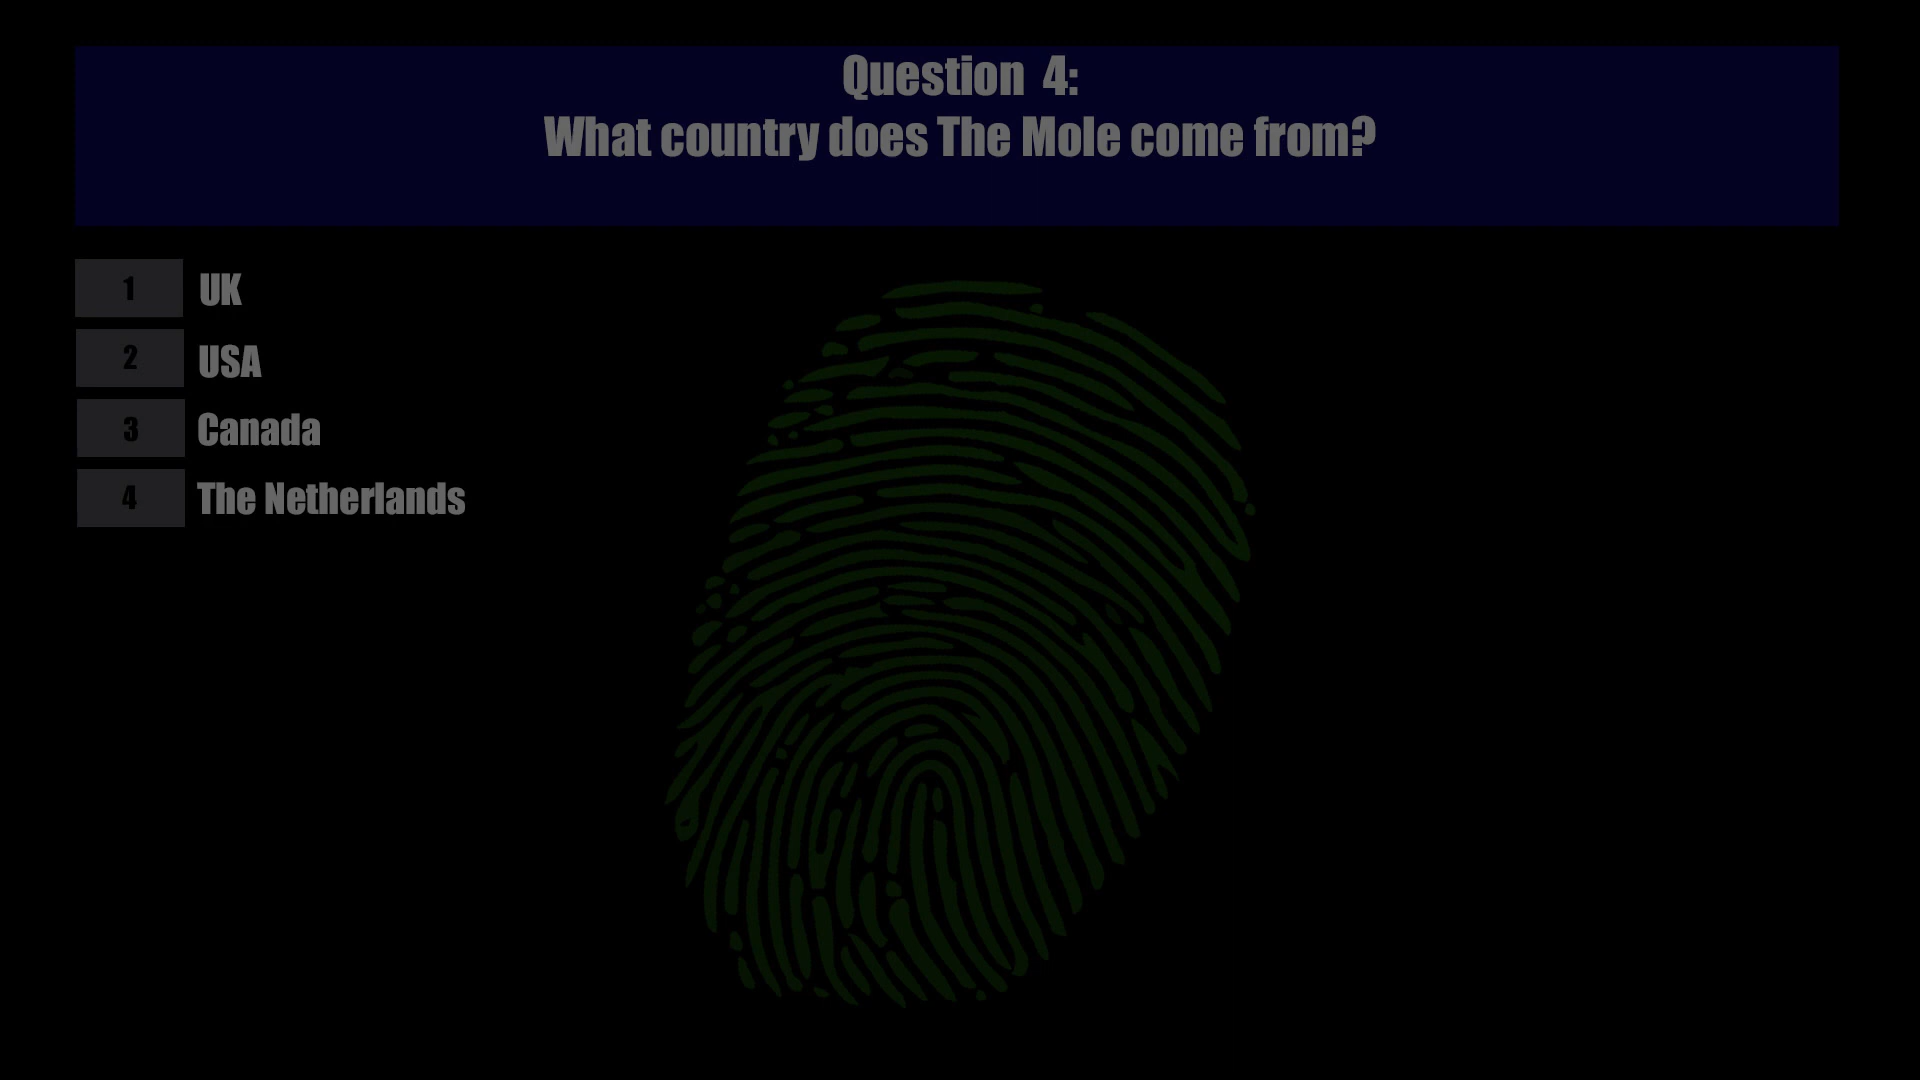 Question 4:
What country does The Mole come from?
1 UK
2 USA
3 Canada
4 The Netherlands